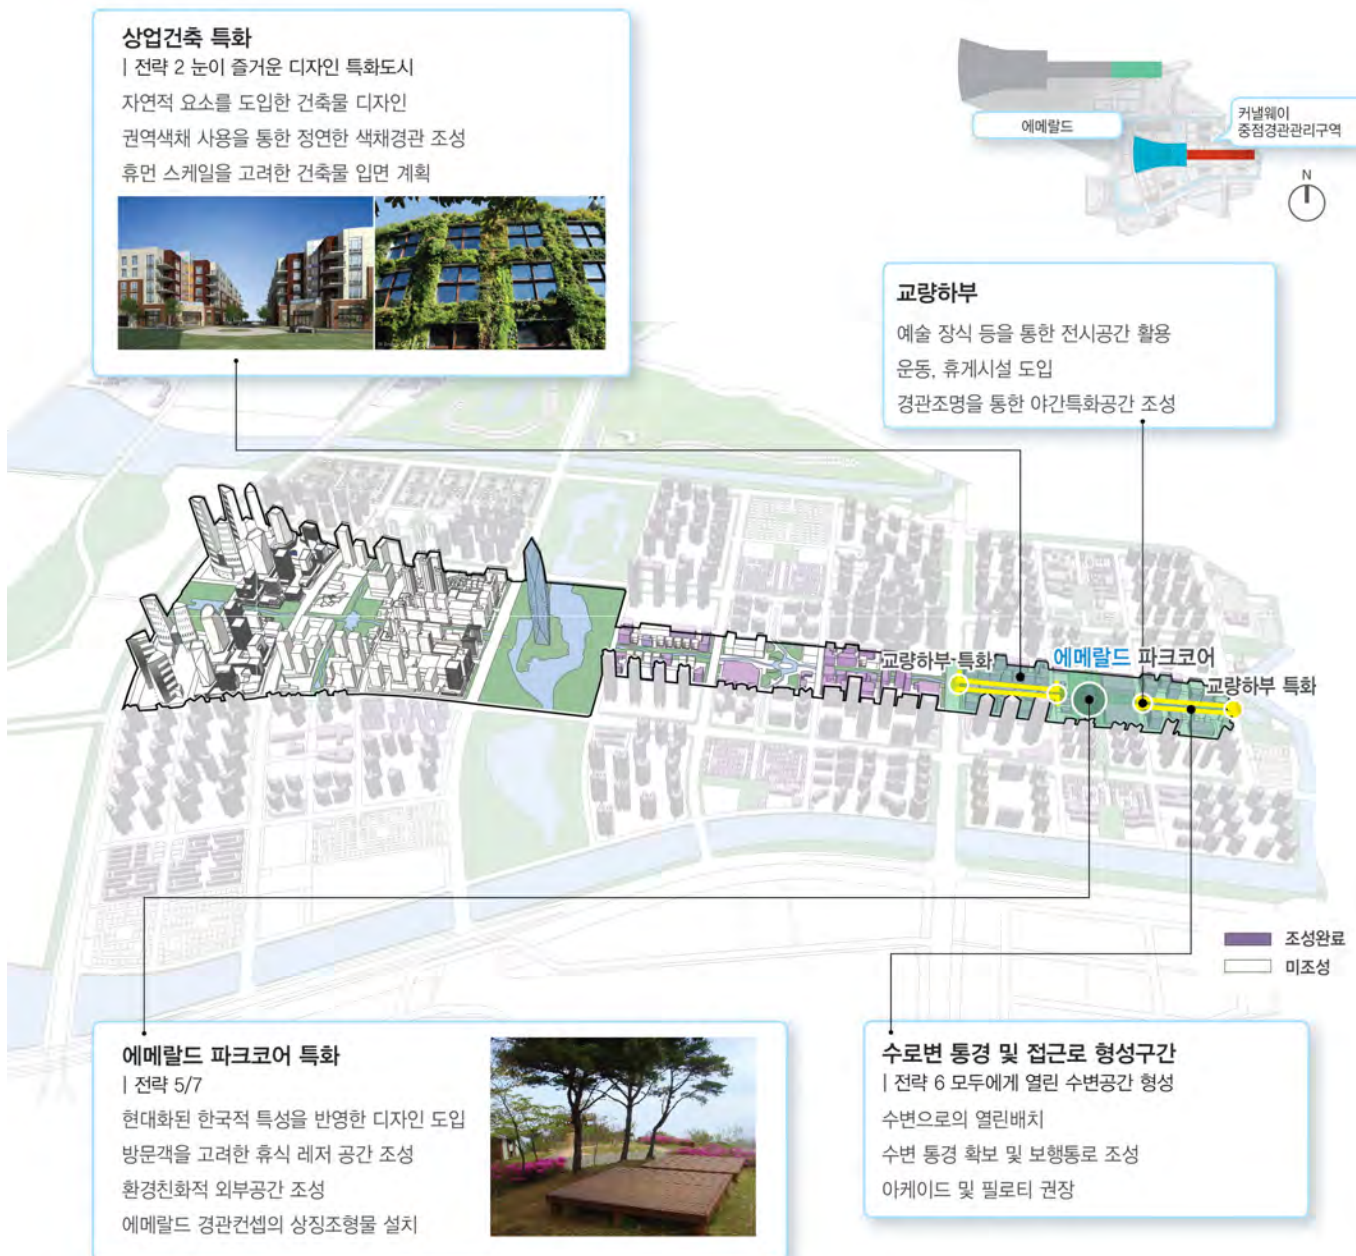 상업건축 특화
| 전략 2 눈이 즐거운 디자인 특화도시
자연적 요소를 도입한 건축물 디자인
권역색채 사용을 통한 정연한 색채경관 조성
휴먼 스케일을 고려한 건축물 입면 계획
에메랄드
커낼웨이
중점경관관리구역
N
교량하부
예술 장식 등을 통한 전시공간 활용
운동, 휴게시설 도입
경관조명을 통한 야간특화공간 조성
교량하부 특화
에메랄드 파크코어
교량하부 특화
조성완료
미조성
에메랄드 파크코어 특화
| 전략 5/7
현대화된 한국적 특성을 반영한 디자인 도입
방문객을 고려한 휴식 레저 공간 조성
환경친화적 외부공간 조성
에메랄드 경관컨셉의 상징조형물 설치
수로변 통경 및 접근로 형성구간
| 전략 6 모두에게 열린 수변공간 형성
수변으로의 열린배치
수변 통경 확보 및 보행통로 조성
아케이드 및 필로티 권장